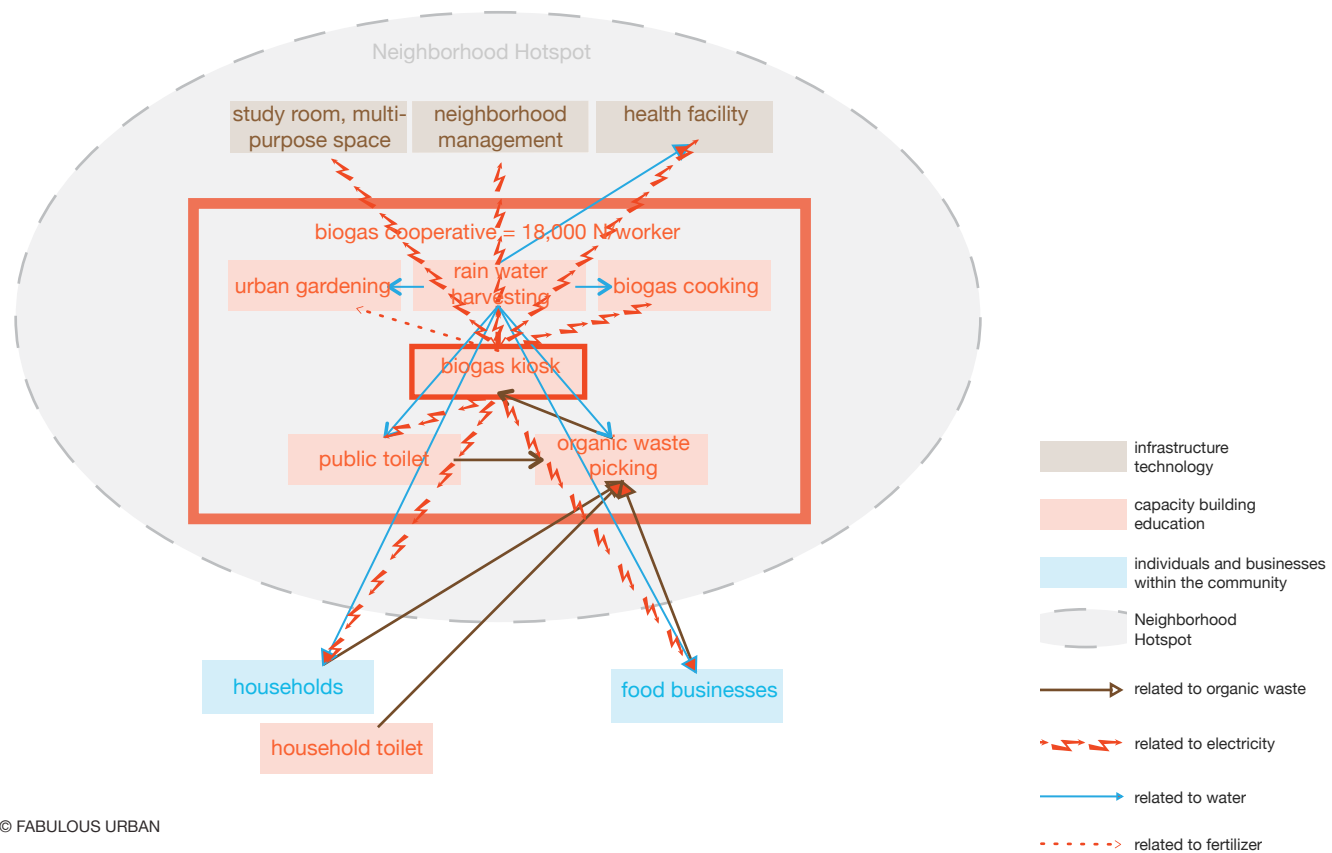 Neighborhood Hotspot
study room, multi-
purpose space
neighborhood
management
health facility
biogas cooperative = 18,000 N/worker
urban gardening
rain water
harvesting
biogas cooking
biogas kiosk
public toilet
organic waste
picking
households
food businesses
household toilet
infrastructure
technology
capacity building
education
individuals and businesses
within the community
Neighborhood
Hotspot
related to organic waste
related to electricity
related to water
related to fertilizer
© FABULOUS URBAN